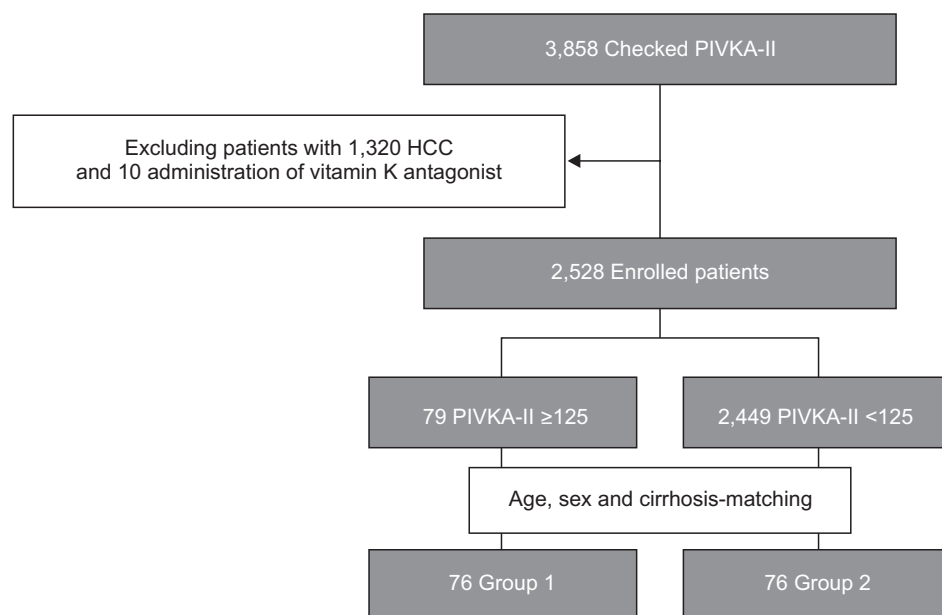 3,858 Checked PIVKA-II
Excluding patients with 1,320 HCC
and 10 administration of vitamin K antagonist
2,528 Enrolled patients
79 PIVKA-II ≥125
2,449 PIVKA-II <125
Age, sex and cirrhosis-matching
76 Group 1
76 Group 2